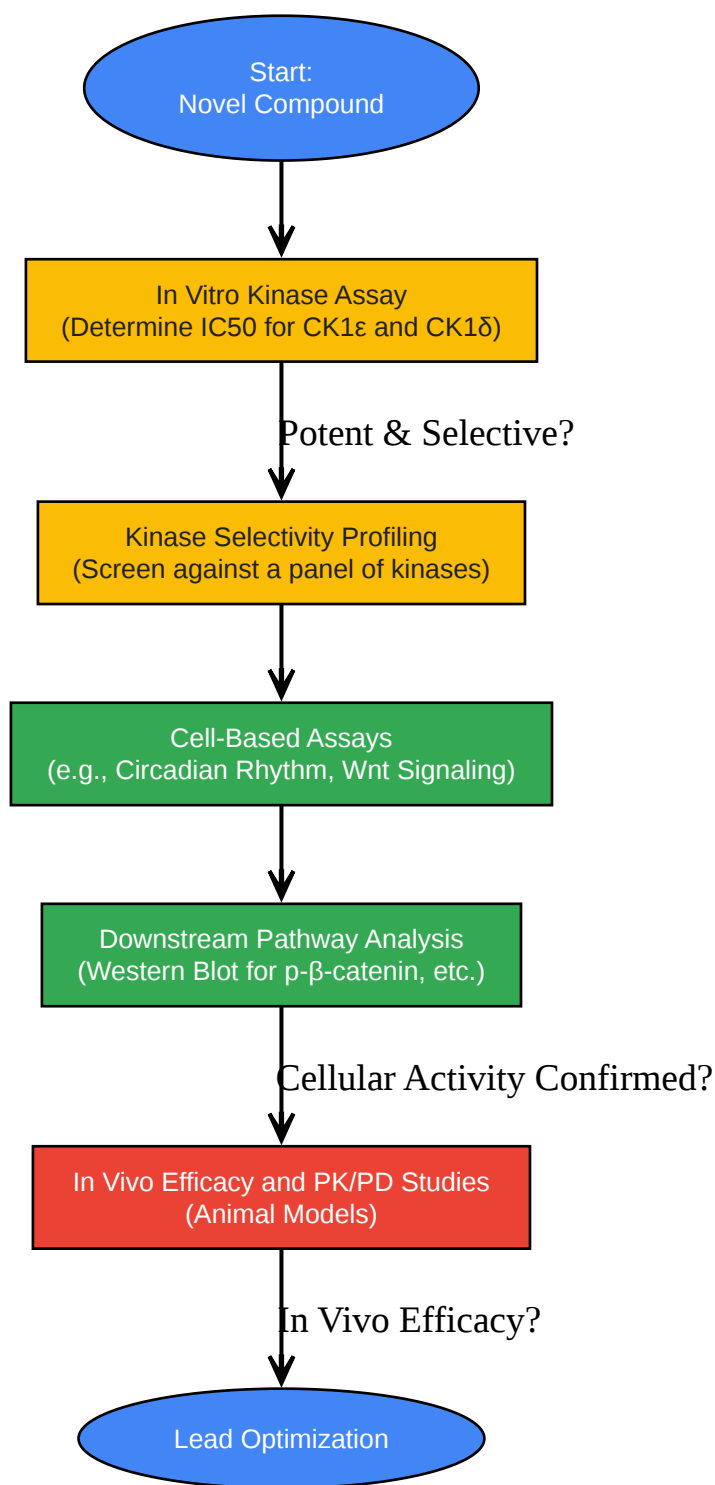 Start:
Novel Compound
In Vitro Kinase Assay
(Determine IC50 for CK1ε and CK1δ)
Potent & Selective?
Kinase Selectivity Profiling
(Screen against a panel of kinases)
Cell-Based Assays
(e.g., Circadian Rhythm, Wnt Signaling)
Downstream Pathway Analysis
(Western Blot for p-β-catenin, etc.)
Cellular Activity Confirmed?
In Vivo Efficacy and PK/PD Studies
(Animal Models)
In Vivo Efficacy?
Lead Optimization